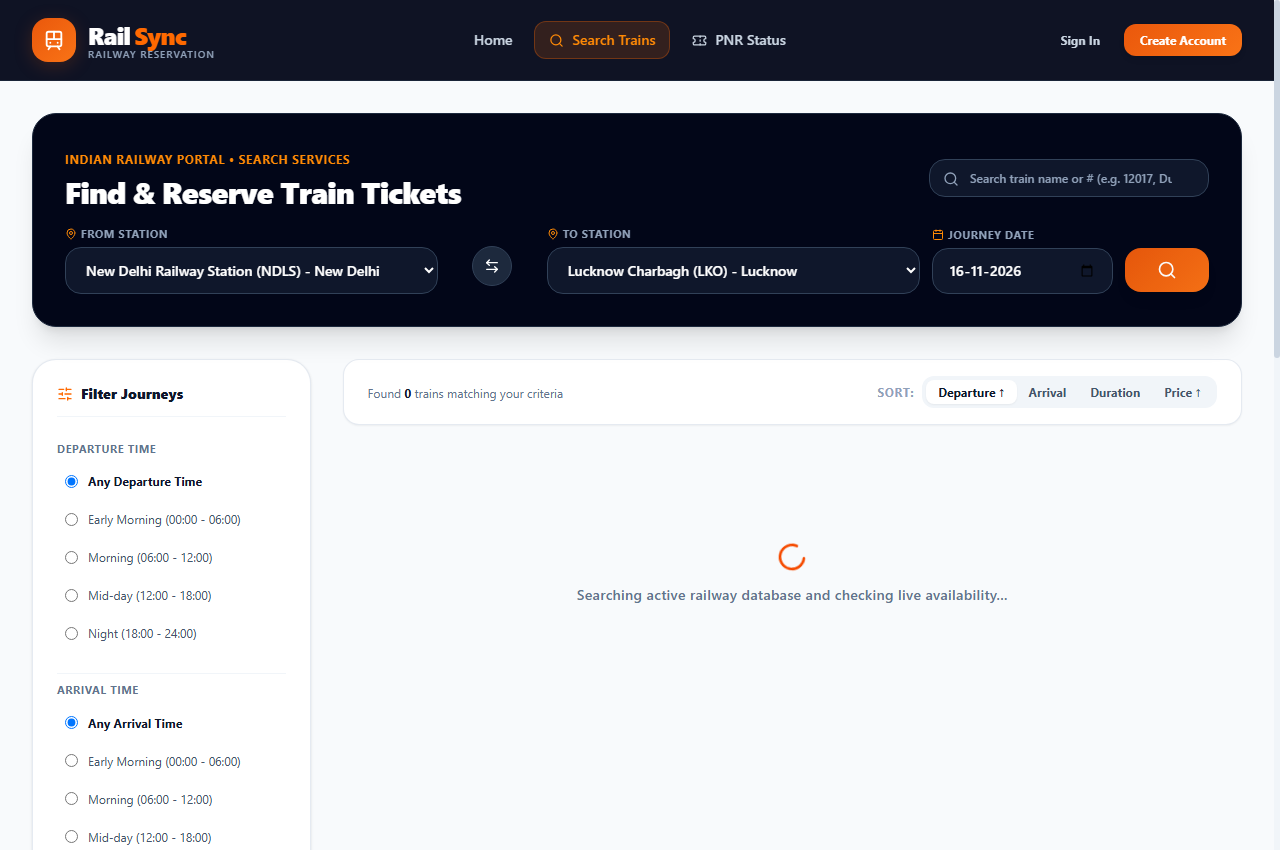 Rail Sync
RAILWAY RESERVATION
Home
Search Trains
PNR Status
Sign In
Create Account
INDIAN RAILWAY PORTAL • SEARCH SERVICES
Find & Reserve Train Tickets
Search train name or # (e.g. 12017, Du
FROM STATION
New Delhi Railway Station (NDLS) - New Delhi
TO STATION
Lucknow Charbagh (LKO) - Lucknow
JOURNEY DATE
16-11-2026
Filter Journeys
DEPARTURE TIME
Any Departure Time
Early Morning (00:00 - 06:00)
Morning (06:00 - 12:00)
Mid-day (12:00 - 18:00)
Night (18:00 - 24:00)
ARRIVAL TIME
Any Arrival Time
Early Morning (00:00 - 06:00)
Morning (06:00 - 12:00)
Mid-day (12:00 - 18:00)
Found 0 trains matching your criteria
SORT:
Departure ↑
Arrival
Duration
Price ↑
Searching active railway database and checking live availability...